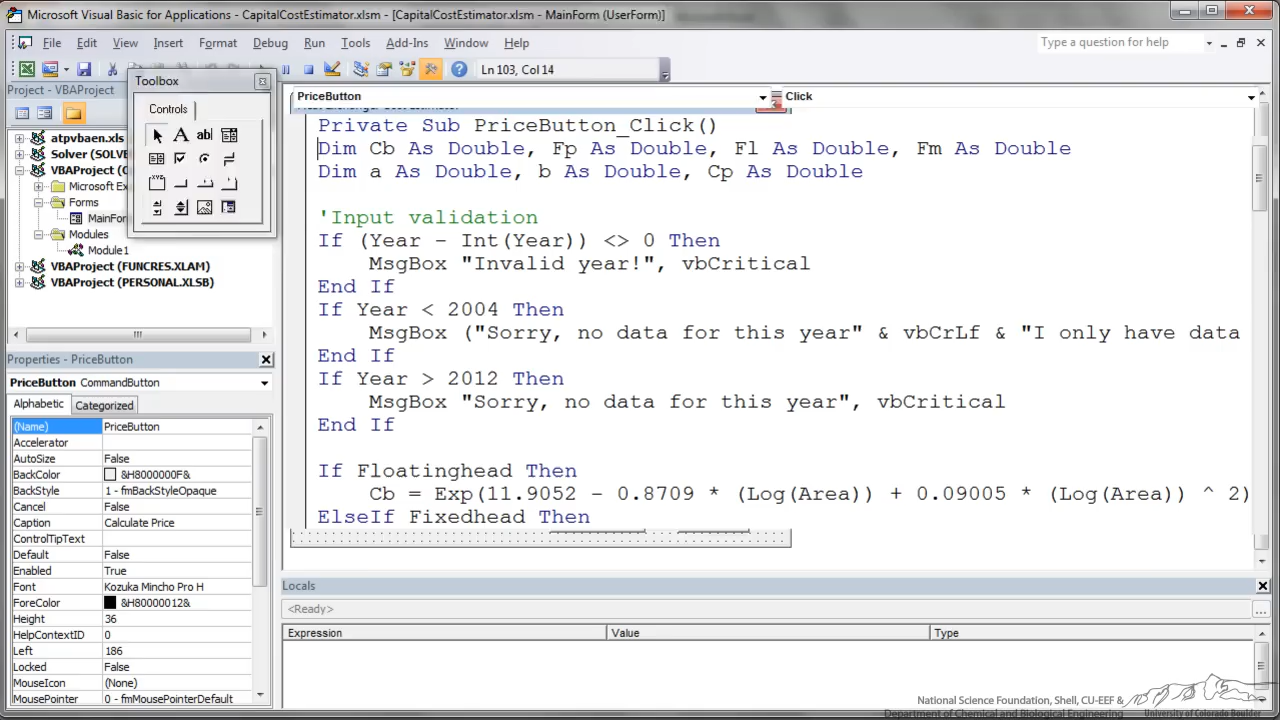 Microsoft Visual Basic for Applications - CapitalCostEstimator.xlsm - [CapitalCostEstimator.xlsm - MainForm (UserForm)]
File Edit View Insert Format Debug Run Tools Add-Ins Window Help
Type a question for help
Ln 103, Col 14
Project - VBAProject
Toolbox
Controls
atpvbaen.xls
Solver (SOLVE
VBAProject (C
Microsoft Ex
Forms
MainFor
Modules
Module1
VBAProject (FUNCRES.XLAM)
VBAProject (PERSONAL.XLSB)
PriceButton Click
Private Sub PriceButton_Click()
Dim Cb As Double, Fp As Double, Fl As Double, Fm As Double
Dim a As Double, b As Double, Cp As Double
'Input validation
If (Year - Int(Year)) <> 0 Then
MsgBox "Invalid year!", vbCritical
End If
If Year < 2004 Then
MsgBox ("Sorry, no data for this year" & vbCrLf & "I only have data
End If
If Year > 2012 Then
MsgBox "Sorry, no data for this year", vbCritical
End If
If Floatinghead Then
Cb = Exp(11.9052 - 0.8709 * (Log(Area)) + 0.09005 * (Log(Area)) ^ 2)
ElseIf Fixedhead Then
Properties - PriceButton
PriceButton CommandButton
Alphabetic Categorized
(Name) PriceButton
Accelerator
AutoSize False
BackColor &H8000000F&
BackStyle 1 - fmBackStyleOpaque
Cancel False
Caption Calculate Price
ControlTipText
Default False
Enabled True
Font Kozuka Mincho Pro H
ForeColor &H80000012&
Height 36
HelpContextID 0
Left 186
Locked False
MouseIcon (None)
MousePointer 0 - fmMousePointerDefault
Locals
<Ready>
Expression Value Type
National Science Foundation, Shell, CU-EEF &
Department of Chemical and Biological Engineering
University of Colorado Boulder